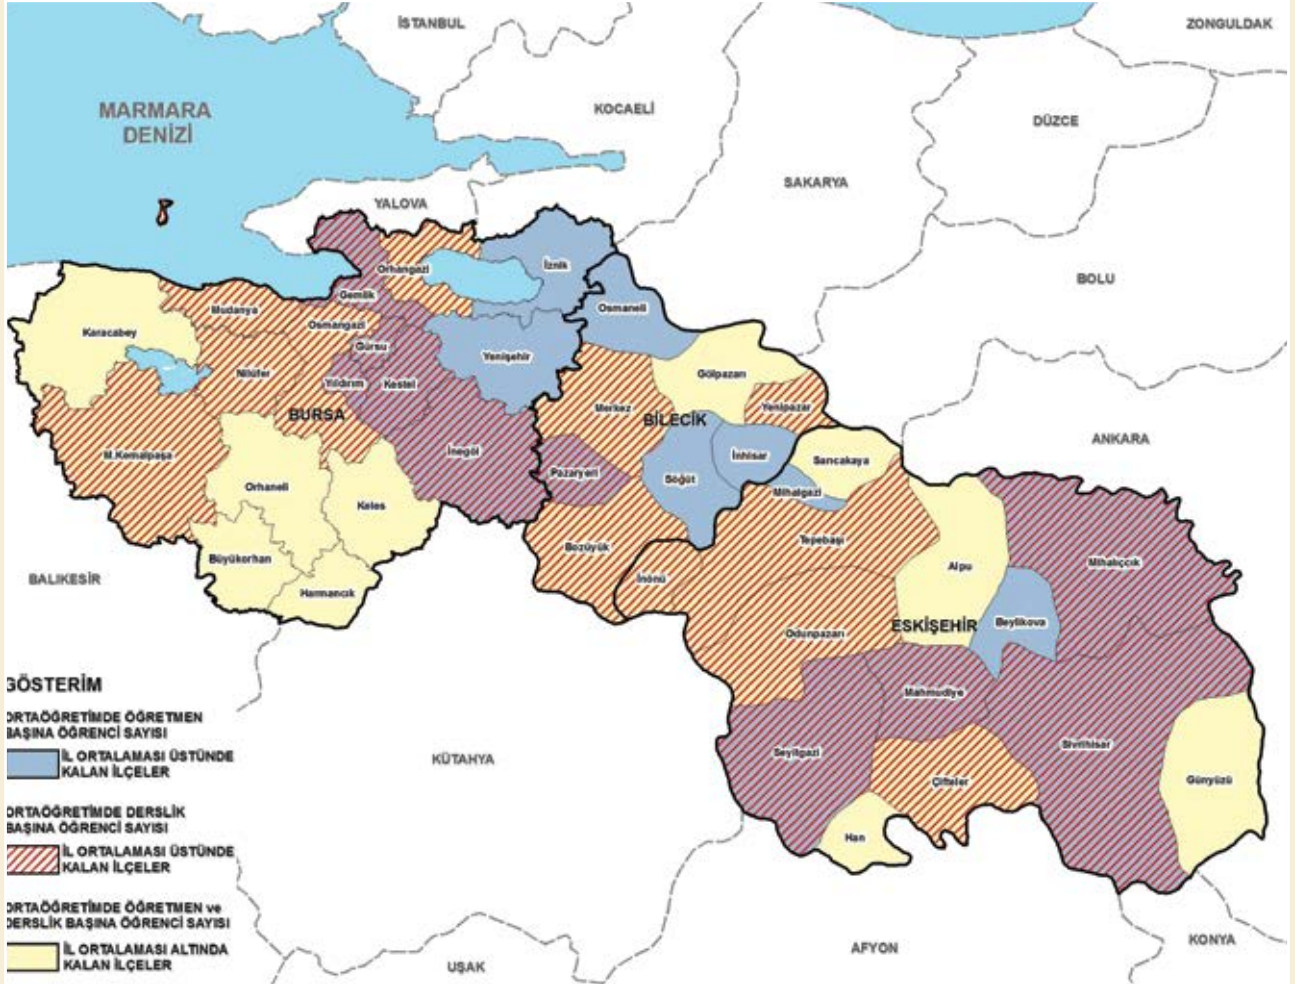 İSTANBUL
ZONGULDAK
MARMARA
DENİZİ
KOCAELİ
DÜZCE
SAKARYA
YALOVA
BOLU
Orhangazi
İznik
Gemlik
Osmaneli
Mudanya
Osmangazi
Karacabey
Gürsu
Yenişehir
Nilüfer
Yıldırım
Kestel
Gölpazarı
Merkez
Yenipazar
BURSA
BİLECİK
ANKARA
M.Kemalpaşa
İnegöl
İnhisar
Sarıcakaya
Pazaryeri
Söğüt
Orhaneli
Mihalgazi
Keles
Tepebaşı
Bozüyük
Büyükorhan
Mihalıççık
Alpu
BALIKESİR
İnönü
Harmancık
Beylikova
ESKİŞEHİR
Odunpazarı
GÖSTERİM
Mahmudiye
ORTAÖĞRETİMDE ÖĞRETMEN
BAŞINA ÖĞRENCİ SAYISI
Sivrihisar
Seyitgazi
KÜTAHYA
İL ORTALAMASI ÜSTÜNDE
KALAN İLÇELER
Günyüzü
Çifteler
ORTAÖĞRETİMDE DERSLİK
BAŞINA ÖĞRENCİ SAYISI
Han
İL ORTALAMASI ÜSTÜNDE
KALAN İLÇELER
ORTAÖĞRETİMDE ÖĞRETMEN ve
DERSLİK BAŞINA ÖĞRENCİ SAYISI
KONYA
AFYON
İL ORTALAMASI ALTINDA
KALAN İLÇELER
UŞAK